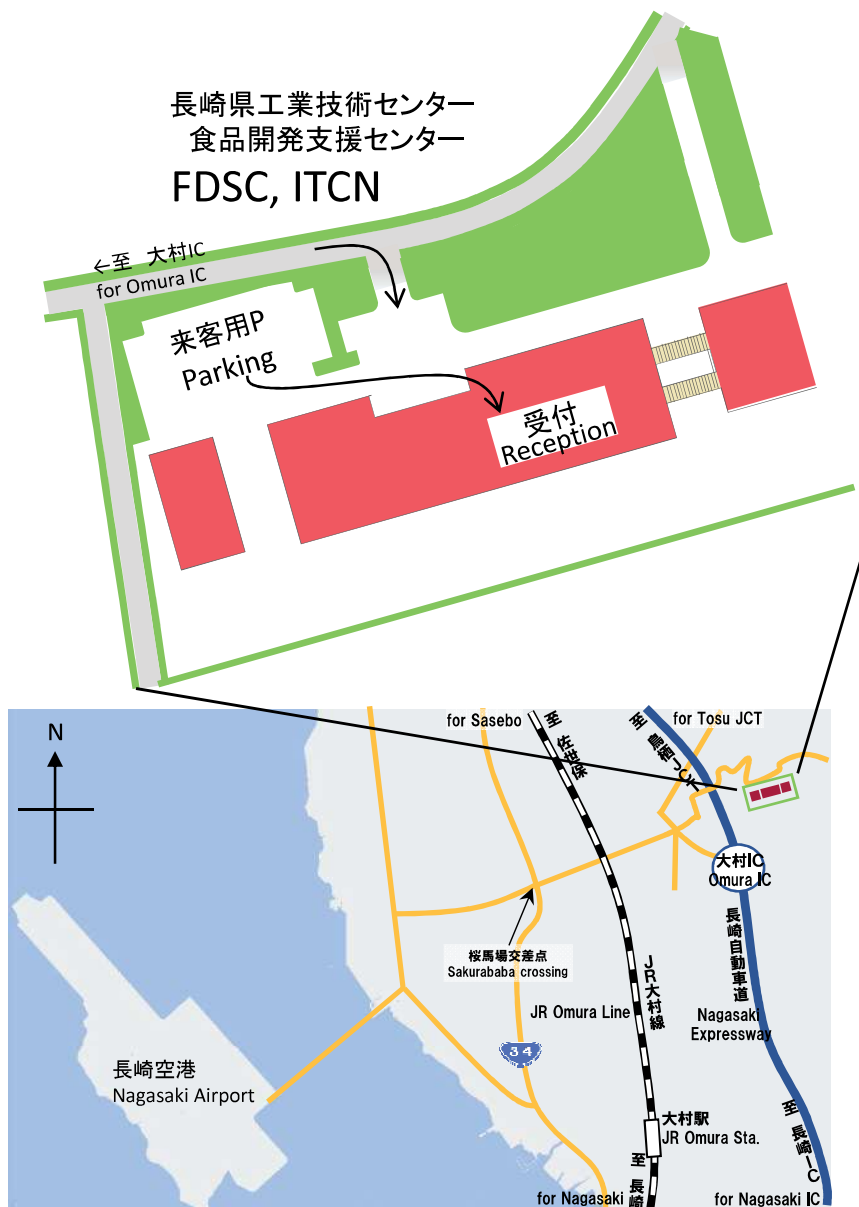 長崎県工業技術センター
食品開発支援センター
FDSC, ITCN
←至 大村IC
for Omura IC
来客用P
Parking
受付
Reception
N
for Sasebo
至 佐世保
至 鳥栖JCT
for Tosu JCT
大村IC
Omura IC
桜馬場交差点
Sakurababa crossing
JR Omura Line
JR大村線
長崎自動車道
Nagasaki
Expressway
34
長崎空港
Nagasaki Airport
大村駅
JR Omura Sta.
至 長崎
for Nagasaki
至 長崎IC
for Nagasaki IC